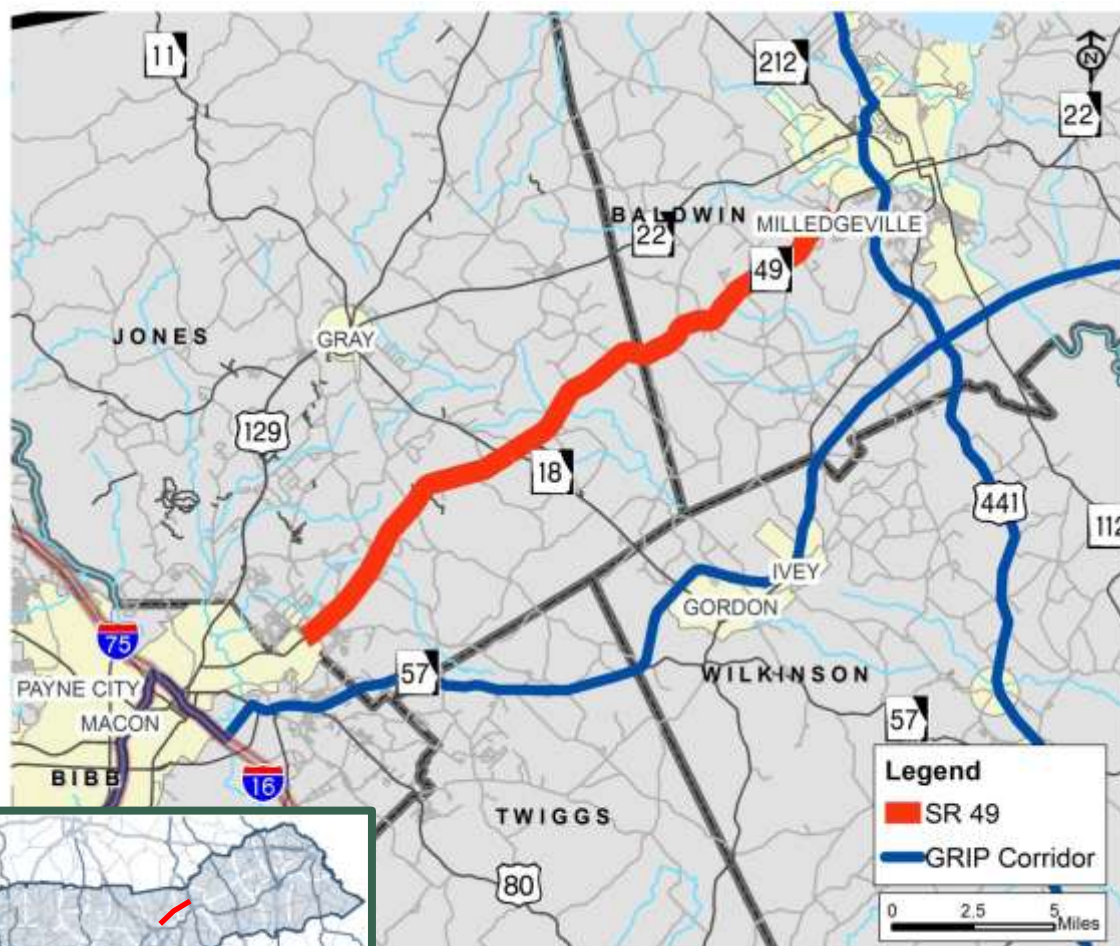 11
212
N
22
BALDWIN
MILLEDGEVILLE
22
49
JONES
GRAY
129
18
441
112
IVEY
GORDON
75
57
WILKINSON
PAYNE CITY
MACON
57
BIBB
16
TWIGGS
80
Legend
SR 49
GRIP Corridor
0 2.5 5
Miles